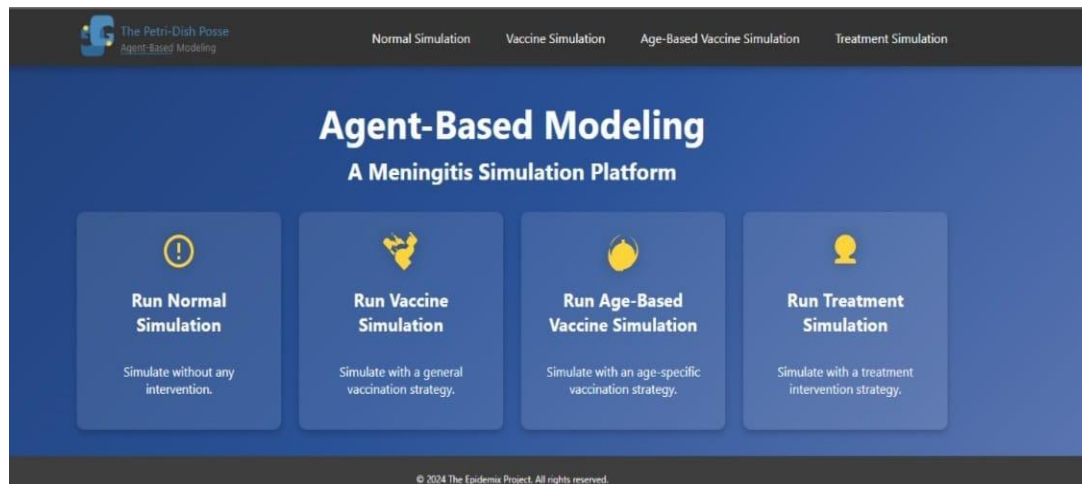 The Petri-Dish Posse
Agent-Based Modeling
Normal Simulation
Vaccine Simulation
Age-Based Vaccine Simulation
Treatment Simulation
Agent-Based Modeling
A Meningitis Simulation Platform
Run Normal
Simulation
Simulate without any
intervention.
Run Vaccine
Simulation
Simulate with a general
vaccination strategy.
Run Age-Based
Vaccine Simulation
Simulate with an age-specific
vaccination strategy.
Run Treatment
Simulation
Simulate with a treatment
intervention strategy.
© 2024 The Epidemix Project. All rights reserved.